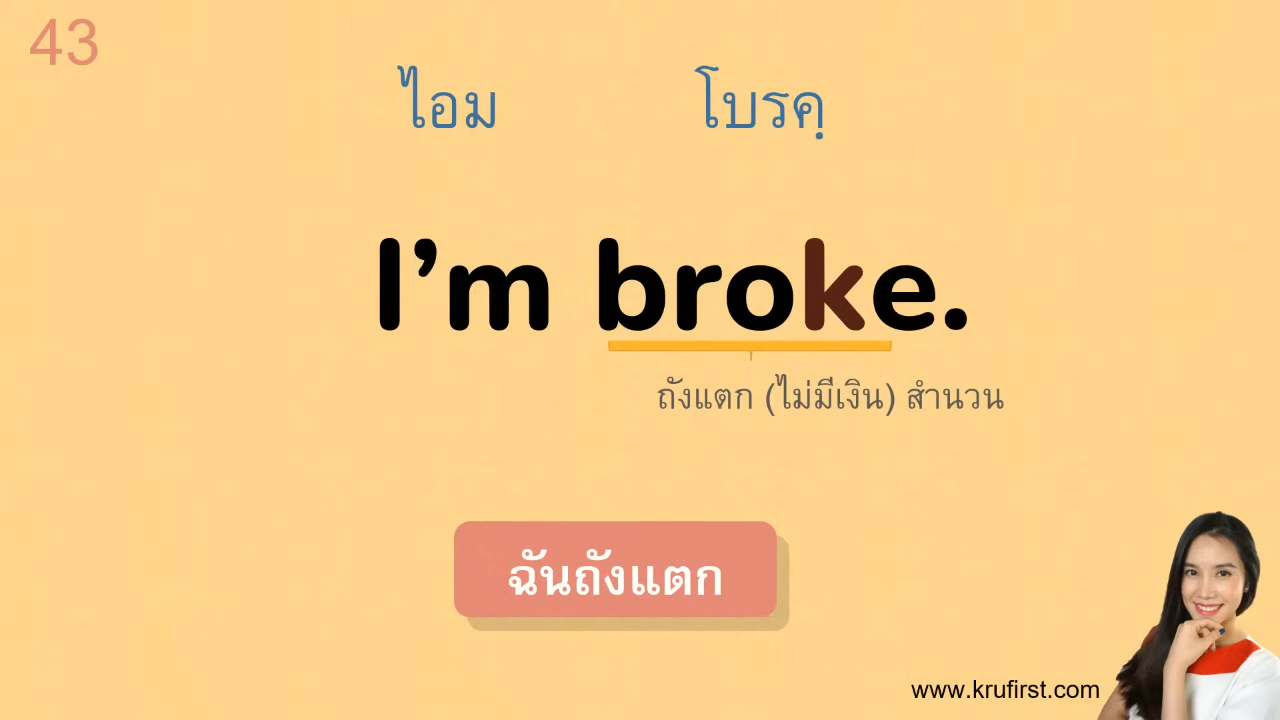 43
ไอม โบรคฺ
I'm broke.
ถังแตก (ไม่มีเงิน) สำนวน
ฉันถังแตก
www.krufirst.com